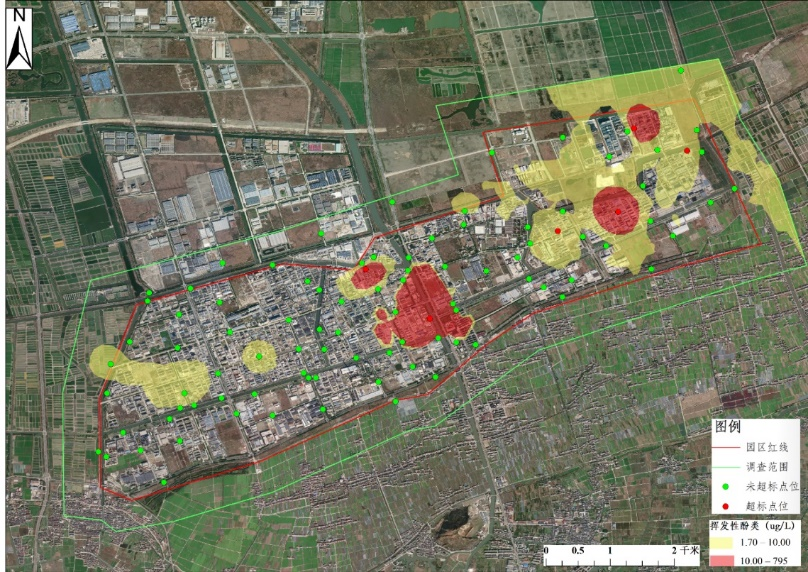 N
图例
园区红线
调查范围
未超标点位
超标点位
挥发性酚类 (ug/L)
1.70 – 10.00
10.00 – 795
0 0.5 1 2 千米